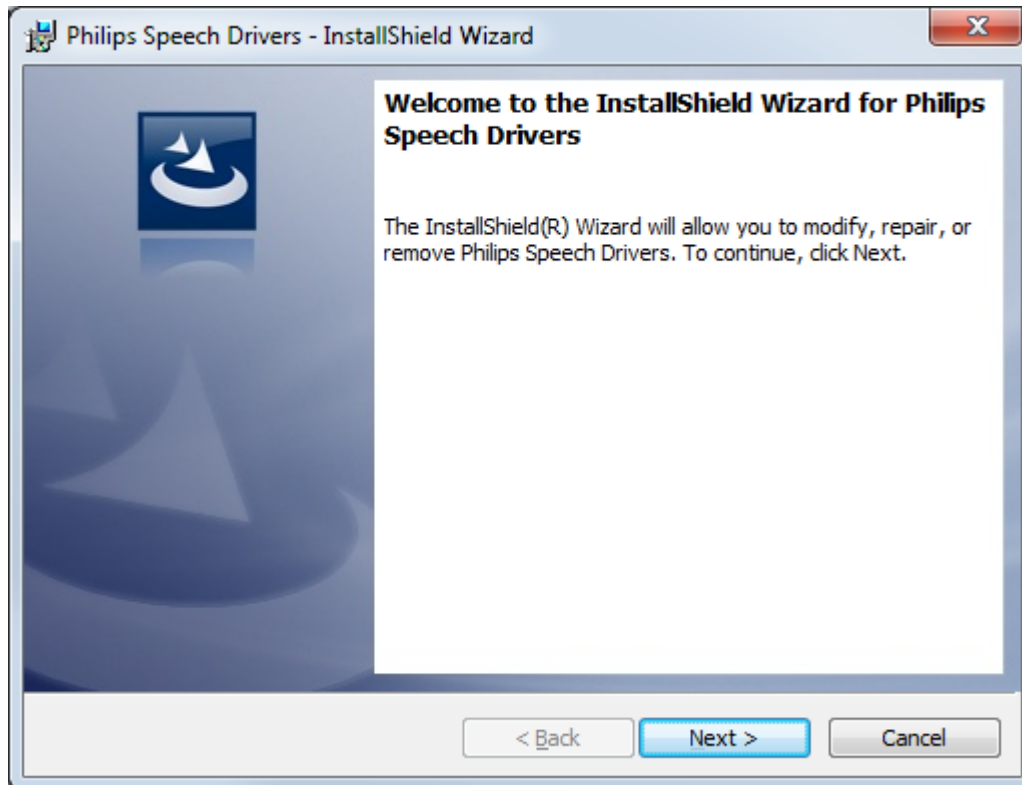 Philips Speech Drivers - InstallShield Wizard
Welcome to the InstallShield Wizard for Philips
Speech Drivers
The InstallShield(R) Wizard will allow you to modify, repair, or
remove Philips Speech Drivers. To continue, click Next.
< Back Next > Cancel